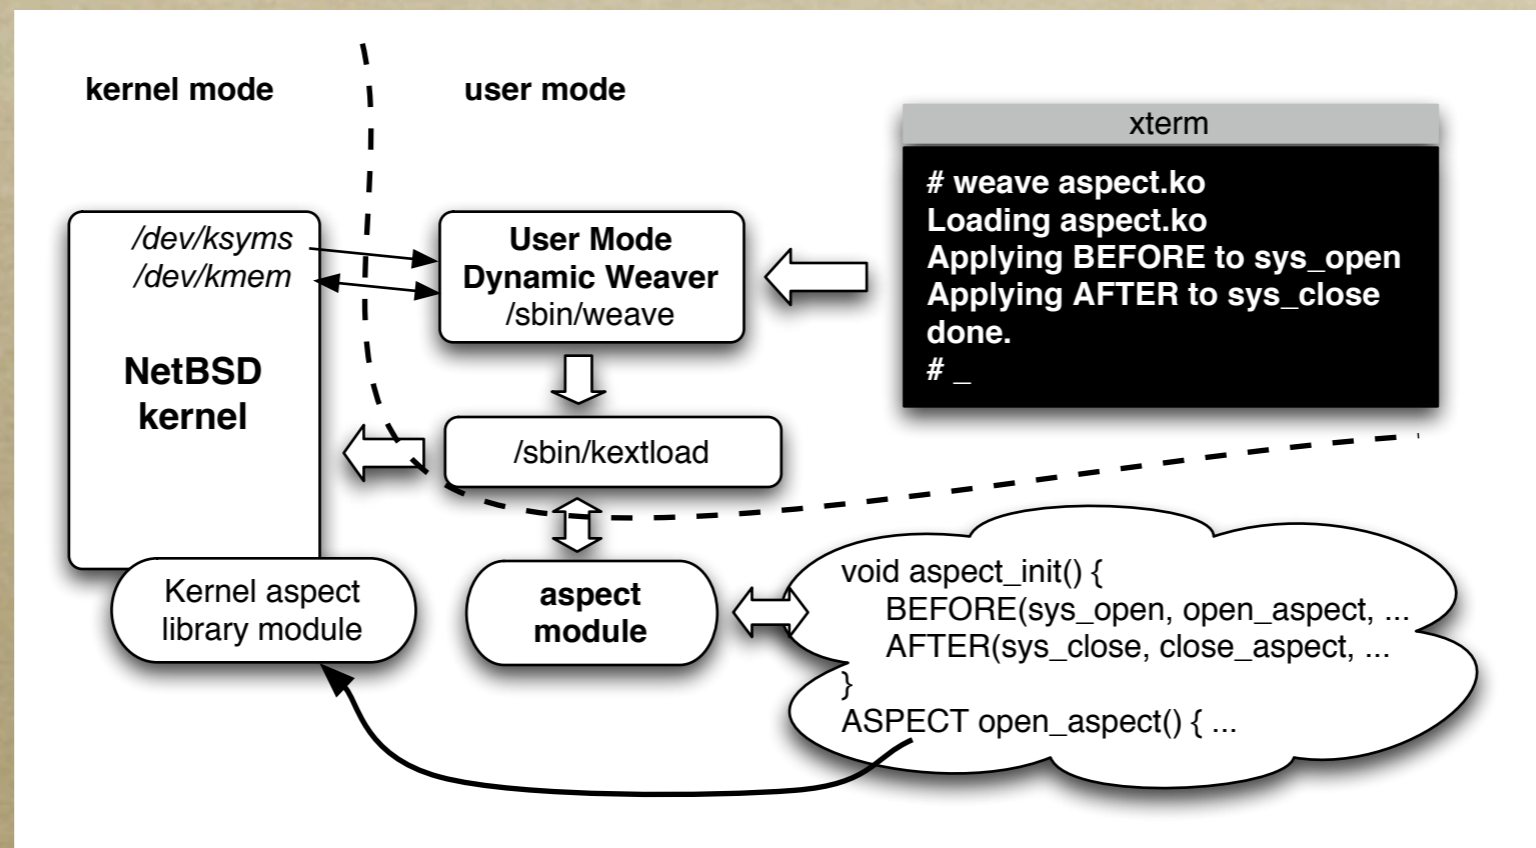 kernel mode
user mode
xterm
# weave aspect.ko
Loading aspect.ko
Applying BEFORE to sys_open
Applying AFTER to sys_close
done.
# _
/dev/ksyms
/dev/kmem
NetBSD
kernel
User Mode
Dynamic Weaver
/sbin/weave
/sbin/kextload
Kernel aspect
library module
aspect
module
void aspect_init() {
BEFORE(sys_open, open_aspect, ...
AFTER(sys_close, close_aspect, ...
}
ASPECT open_aspect() { ...